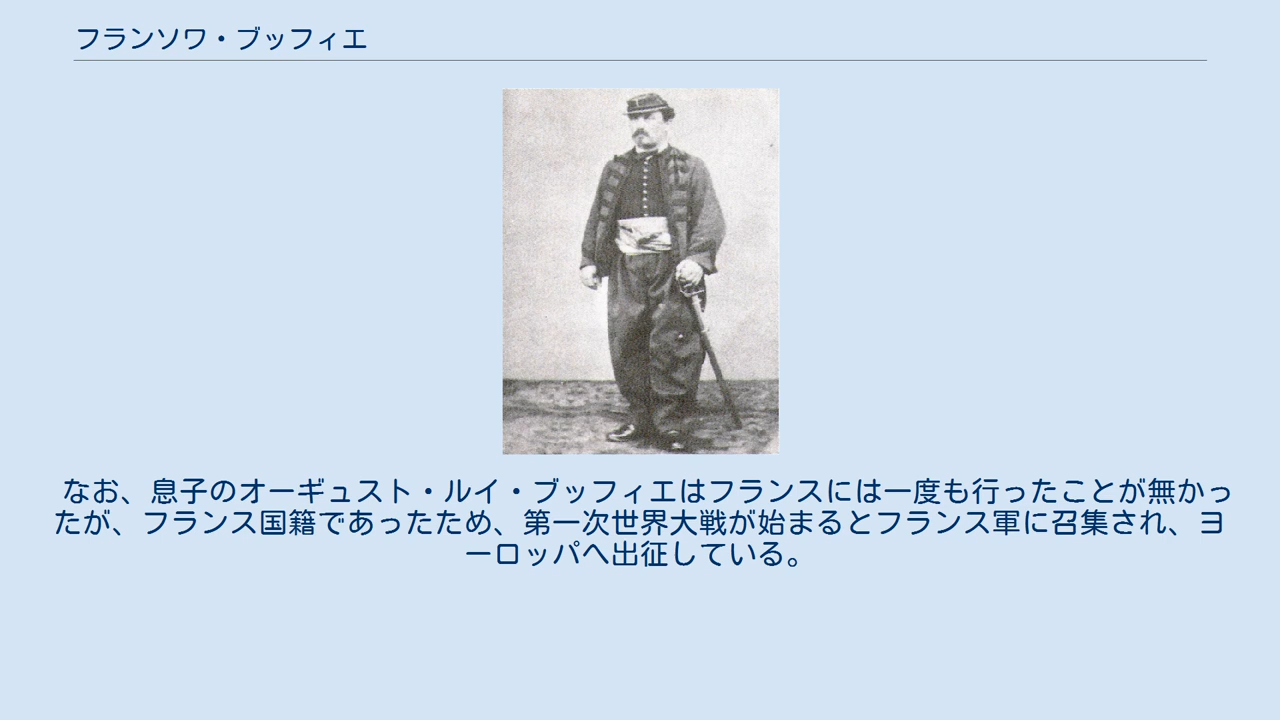 フランソワ・ブッフィエ
なお、息子のオーギュスト・ルイ・ブッフィエはフランスには一度も行ったことが無かっ
たが、フランス国籍であったため、第一次世界大戦が始まるとフランス軍に召集され、ヨ
ーロッパへ出征している。